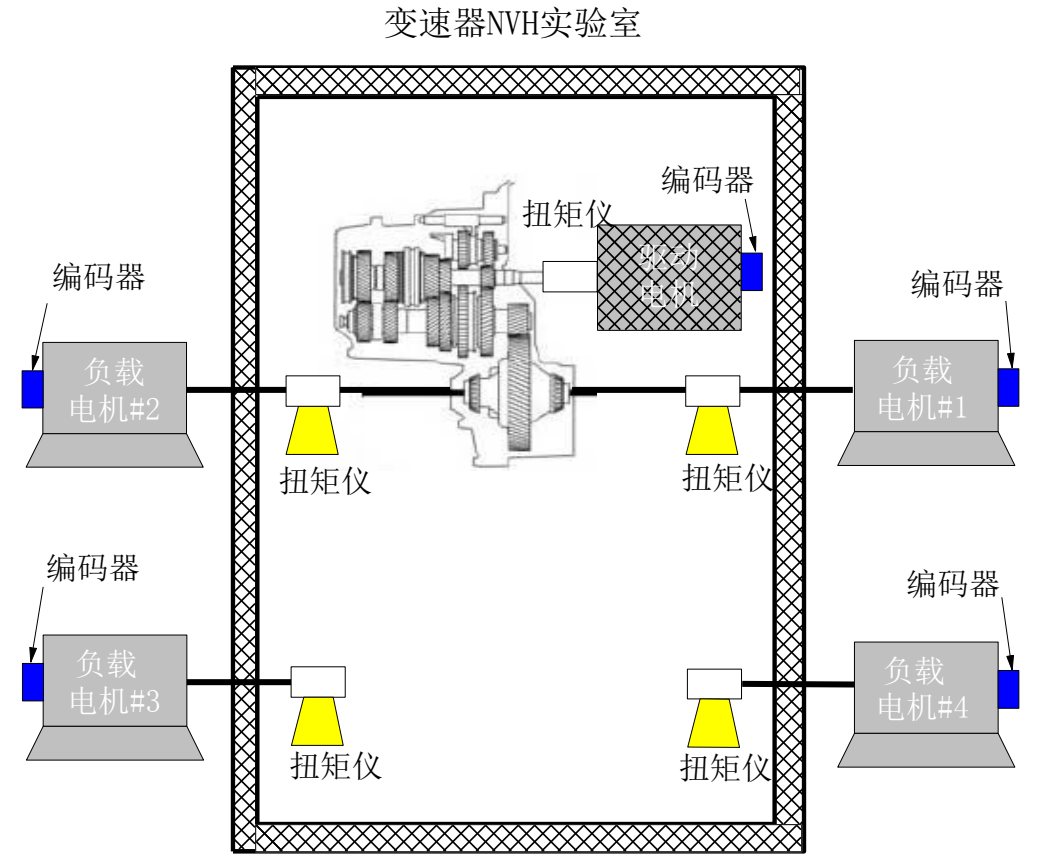 变速器NVH实验室
编码器
扭矩仪
驱动
电机
编码器
编码器
负载
电机#2
负载
电机#1
扭矩仪
扭矩仪
编码器
编码器
负载
电机#3
负载
电机#4
扭矩仪
扭矩仪